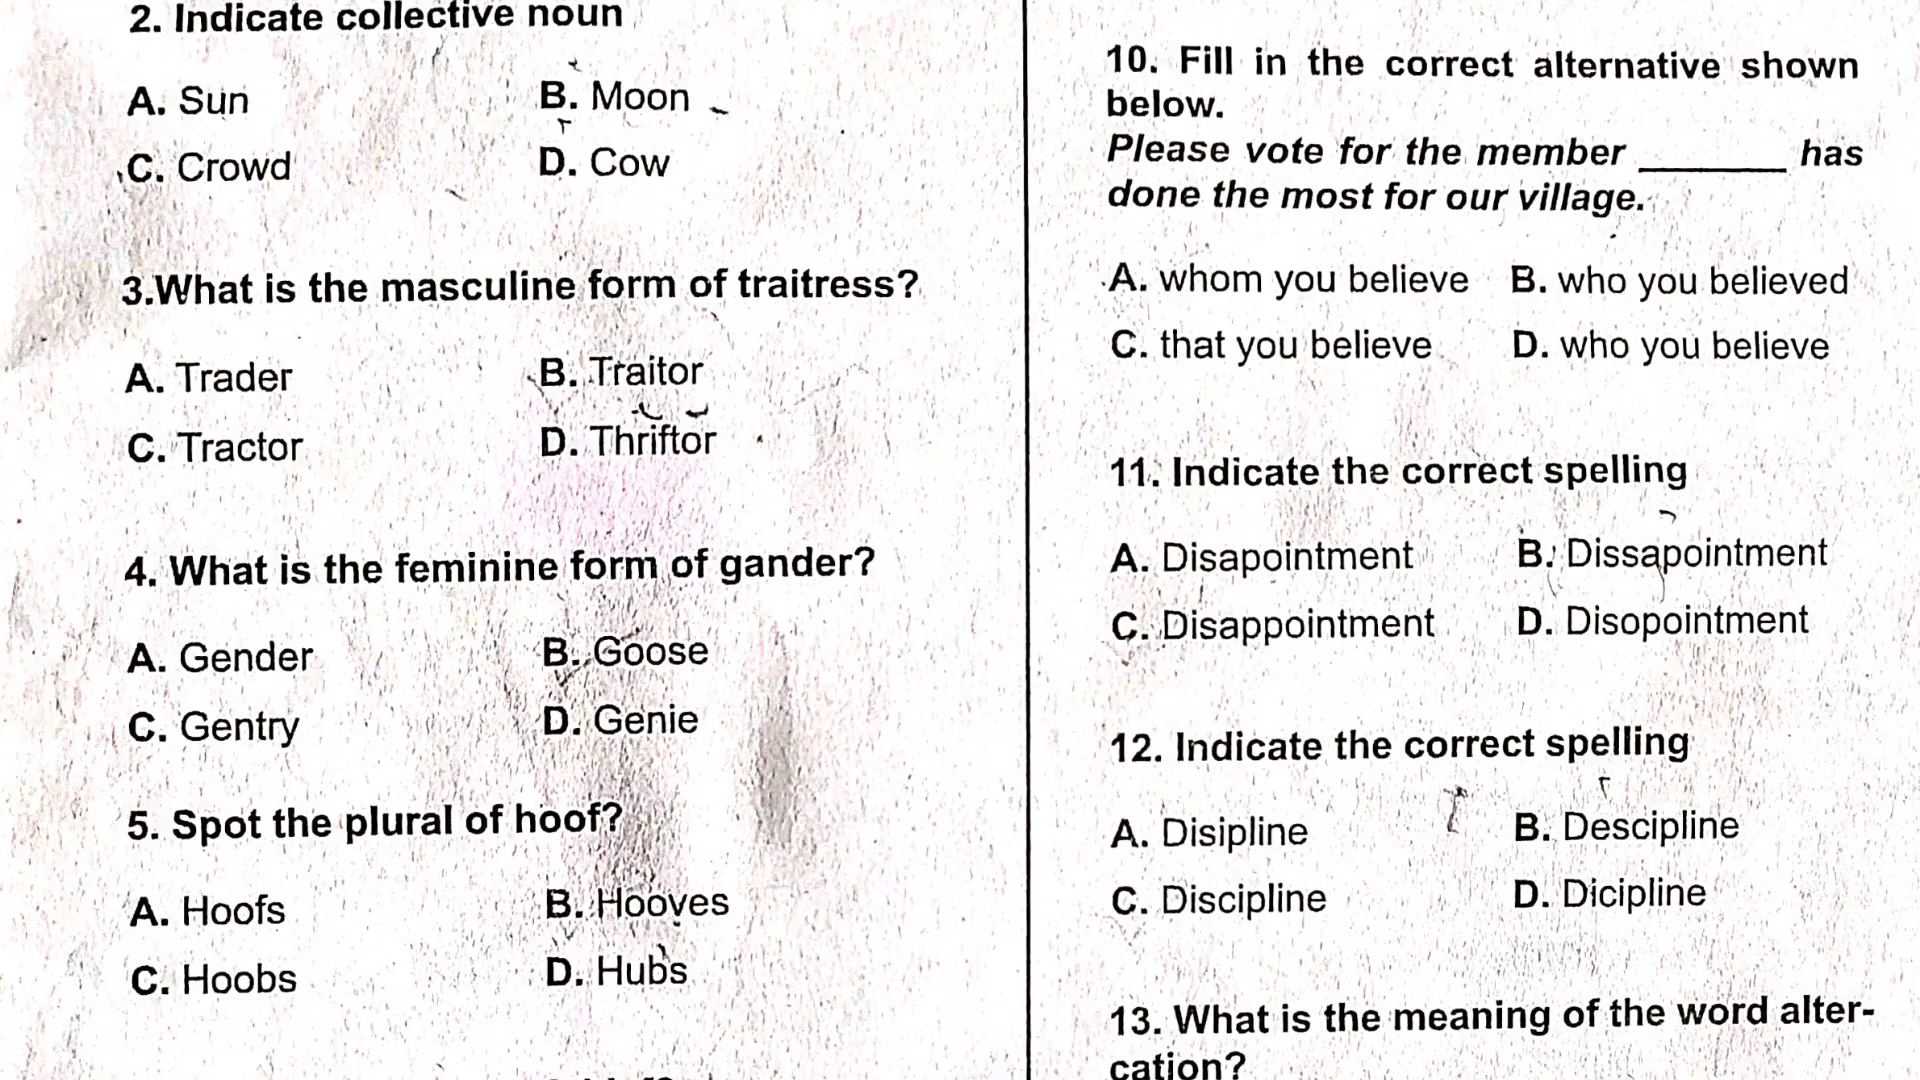 2. Indicate collective noun
A. Sun B. Moon
C. Crowd D. Cow
3.What is the masculine form of traitress?
A. Trader B. Traitor
C. Tractor D. Thriftor
4. What is the feminine form of gander?
A. Gender B. Goose
C. Gentry D. Genie
5. Spot the plural of hoof?
A. Hoofs B. Hooves
C. Hoobs D. Hubs
10. Fill in the correct alternative shown
below.
Please vote for the member _______ has
done the most for our village.
A. whom you believe B. who you believed
C. that you believe D. who you believe
11. Indicate the correct spelling
A. Disapointment B. Dissapointment
C. Disappointment D. Disopointment
12. Indicate the correct spelling
A. Disipline B. Descipline
C. Discipline D. Dicipline
13. What is the meaning of the word alter-
cation?